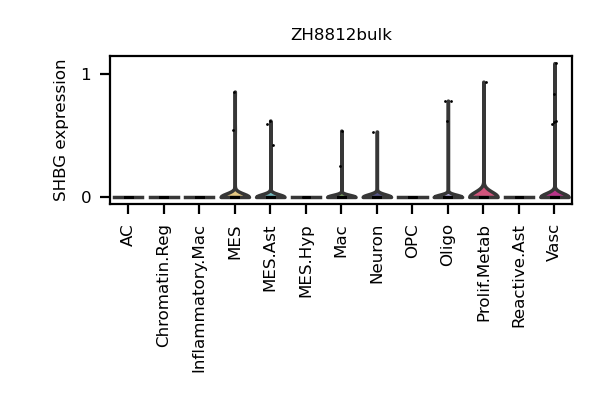 ZH8812bulk
SHBG expression
1
0
AC
Chromatin.Reg
Inflammatory.Mac
MES
MES.Ast
MES.Hyp
Mac
Neuron
OPC
Oligo
Prolif.Metab
Reactive.Ast
Vasc